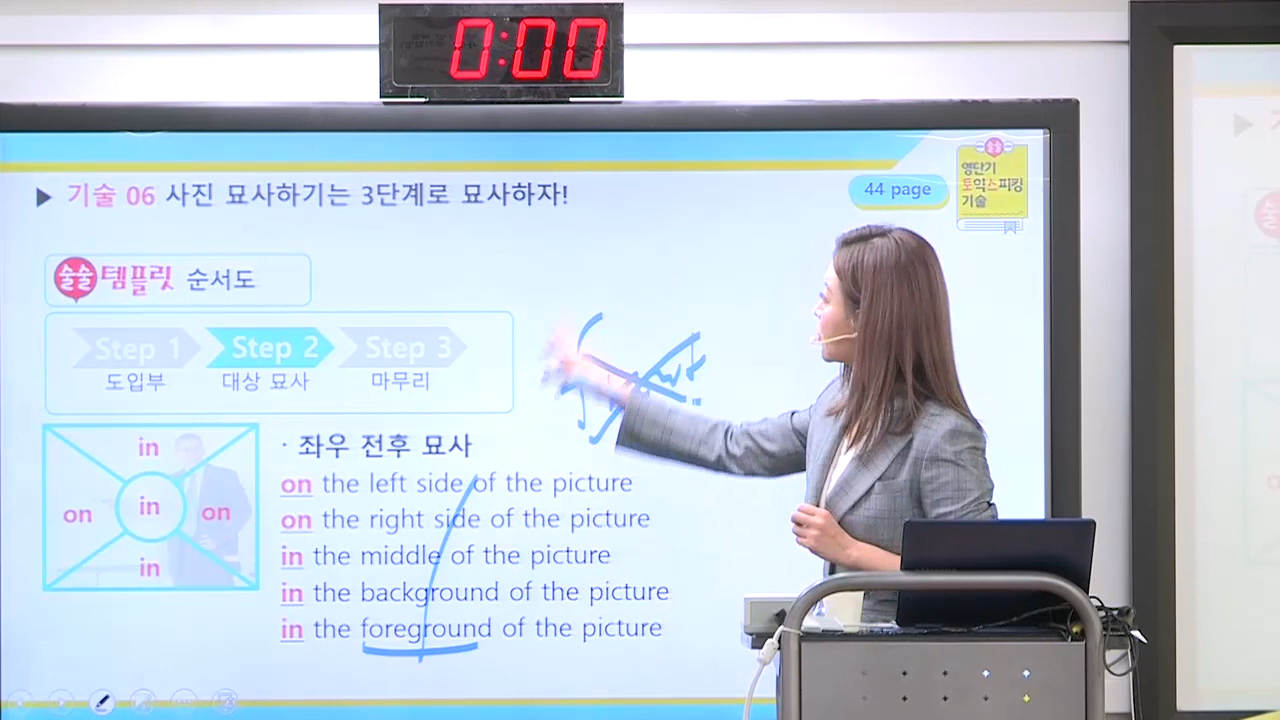 0:00
▶ 기술 06 사진 묘사하기는 3단계로 묘사하자!
44 page
술술
영단기
토익스피킹
기술
술술템플릿 순서도
Step 1 Step 2 Step 3
도입부 대상 묘사 마무리
in
on in on
in
· 좌우 전후 묘사
on the left side of the picture
on the right side of the picture
in the middle of the picture
in the background of the picture
in the foreground of the picture